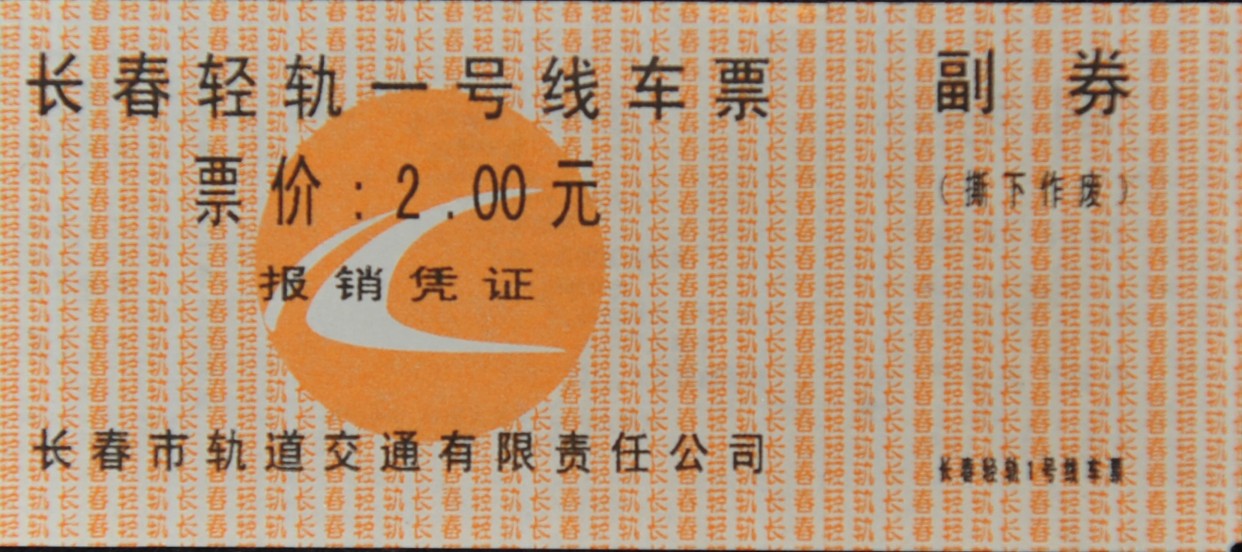 长春轻轨一号线车票
票价：2.00元
报销凭证
长春市轨道交通有限责任公司
副券
（撕下作废）
长春轻轨1号线车票